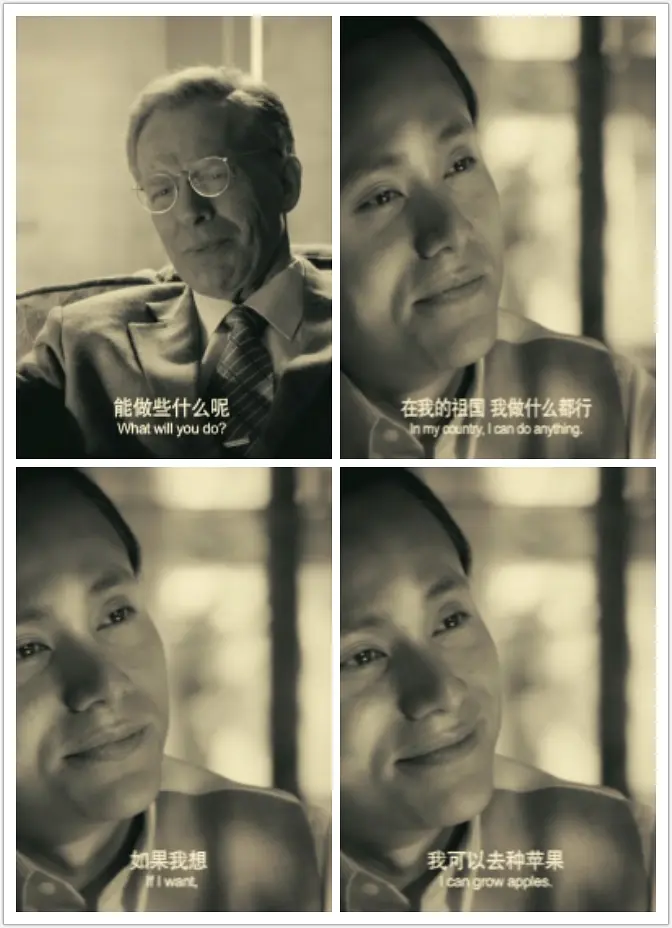 能做些什么呢
What will you do?
在我的祖国 我做什么都行
In my country, I can do anything.
如果我想
If I want,
我可以去种苹果
I can grow apples.